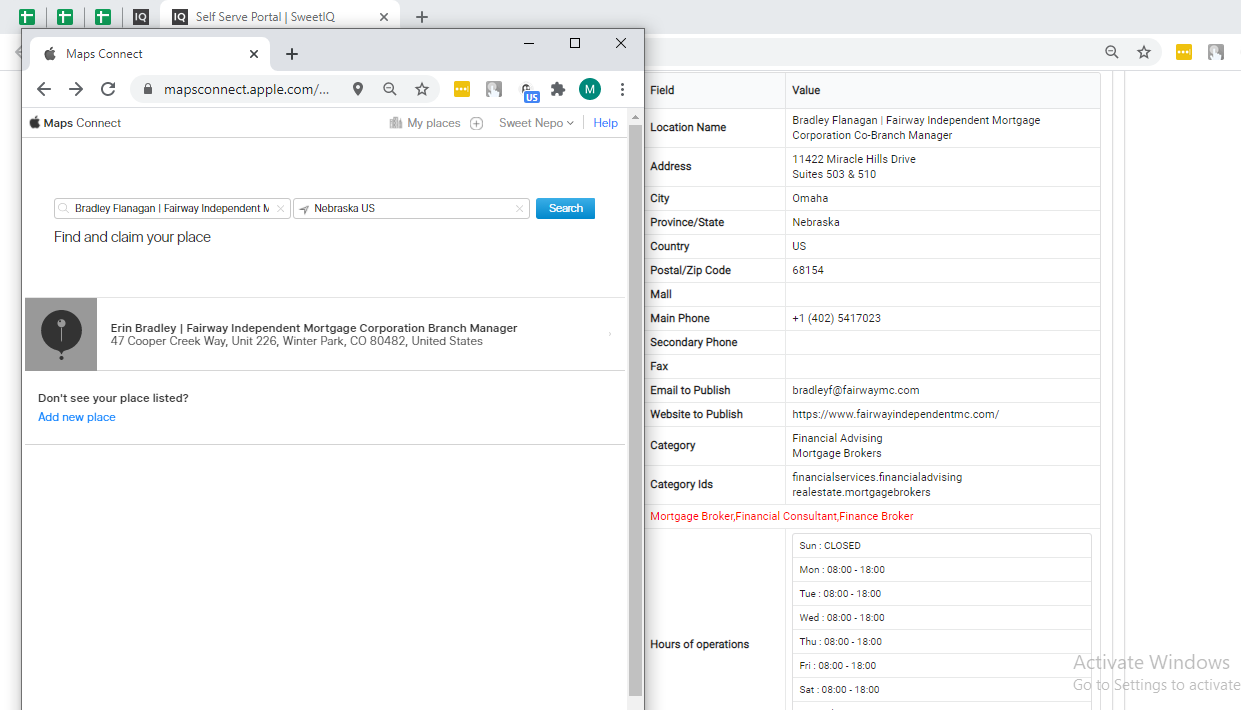 IQ
IQ Self Serve Portal | SweetIQ
Maps Connect
mapsconnect.apple.com/...
US
M
Maps Connect
My places
Sweet Nepo
Help
Bradley Flanagan | Fairway Independent M
Nebraska US
Search
Find and claim your place
Erin Bradley | Fairway Independent Mortgage Corporation Branch Manager
47 Cooper Creek Way, Unit 226, Winter Park, CO 80482, United States
Don't see your place listed?
Add new place
Field Value
Location Name Bradley Flanagan | Fairway Independent Mortgage
Corporation Co-Branch Manager
Address 11422 Miracle Hills Drive
Suites 503 & 510
City Omaha
Province/State Nebraska
Country US
Postal/Zip Code 68154
Mall
Main Phone +1 (402) 5417023
Secondary Phone
Fax
Email to Publish bradleyf@fairwaymc.com
Website to Publish https://www.fairwayindependentmc.com/
Category Financial Advising
Mortgage Brokers
Category Ids financialservices.financialadvising
realestate.mortgagebrokers
Mortgage Broker,Financial Consultant,Finance Broker
Hours of operations
Sun : CLOSED
Mon : 08:00 - 18:00
Tue : 08:00 - 18:00
Wed : 08:00 - 18:00
Thu : 08:00 - 18:00
Fri : 08:00 - 18:00
Sat : 08:00 - 18:00
Activate Windows
Go to Settings to activate